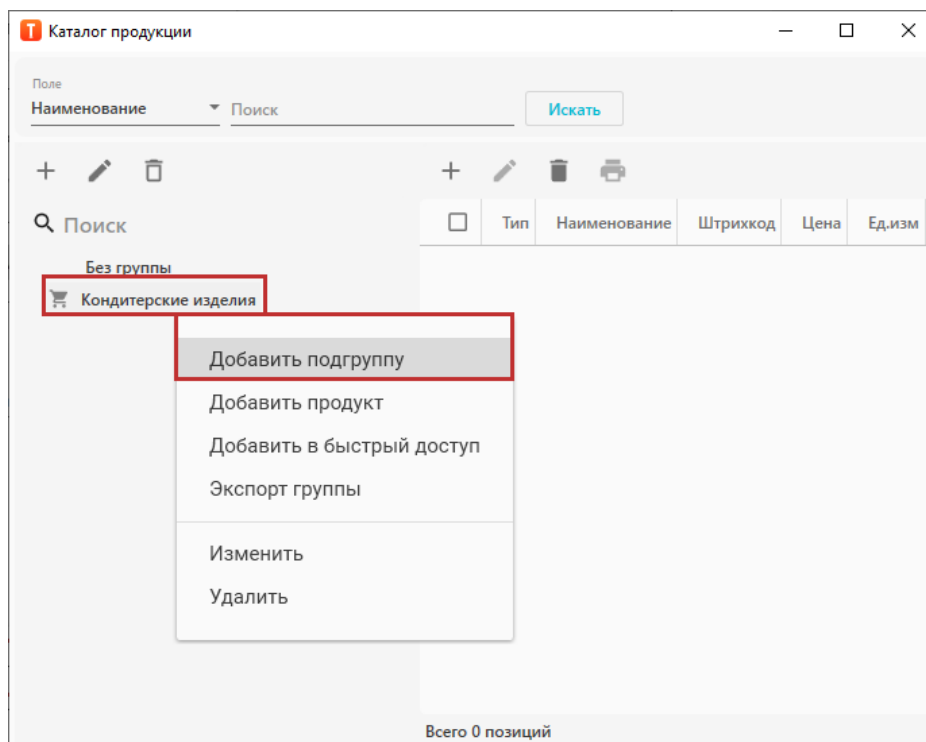 T Каталог продукции
Поле
Наименование Поиск Искать
Поиск
Тип Наименование Штрихкод Цена Ед.изм
Без группы
Кондитерские изделия
Добавить подгруппу
Добавить продукт
Добавить в быстрый доступ
Экспорт группы
Изменить
Удалить
Всего 0 позиций